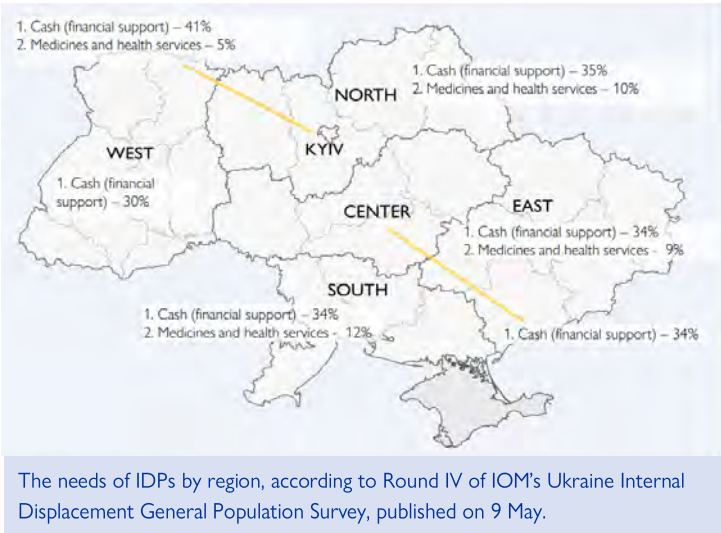 1. Cash (financial support) – 41%
2. Medicines and health services – 5%
NORTH
1. Cash (financial support) – 35%
2. Medicines and health services – 10%
KYIV
WEST
1. Cash (financial
support) – 30%
CENTER
EAST
1. Cash (financial support) – 34%
2. Medicines and health services - 9%
SOUTH
1. Cash (financial support) – 34%
2. Medicines and health services - 12%
1. Cash (financial support) – 34%
The needs of IDPs by region, according to Round IV of IOM's Ukraine Internal
Displacement General Population Survey, published on 9 May.